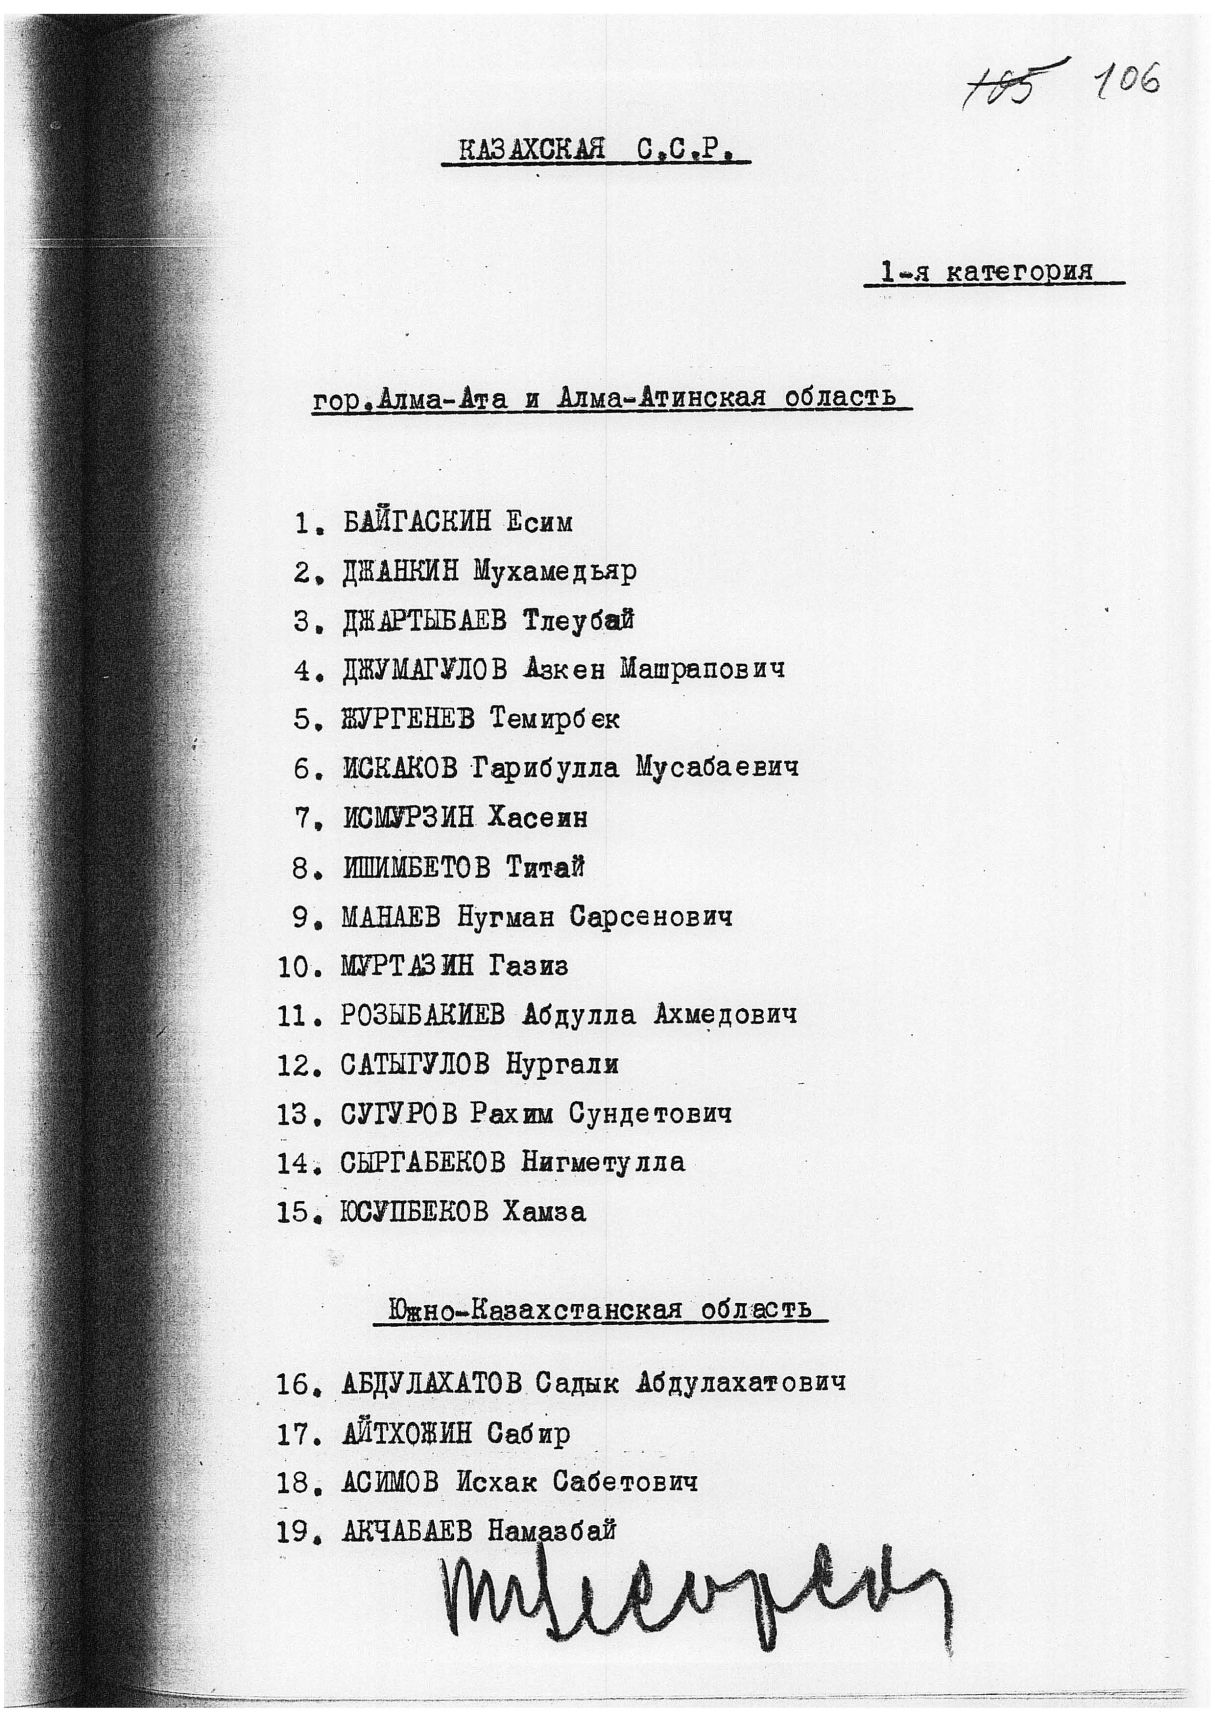 105 106
КАЗАХСКАЯ С.С.Р.
1-я категория
гор.Алма-Ата и Алма-Атинская область
1. БАЙГАСКИН Есим
2. ДЖАНКИН Мухамедьяр
3. ДЖАРТЫБАЕВ Тлеубай
4. ДЖУМАГУЛОВ Азкен Машрапович
5. ЖУРГЕНЕВ Темирбек
6. ИСКАКОВ Гарибулла Мусабаевич
7. ИСМУРЗИН Хасеин
8. ИШИМБЕТОВ Титай
9. МАНАЕВ Нугман Сарсенович
10. МУРТАЗИН Газиз
11. РОЗЫБАКИЕВ Абдулла Ахмедович
12. САТЫГУЛОВ Нургали
13. СУГУРОВ Рахим Сундетович
14. СЫРГАБЕКОВ Нигметулла
15. ЮСУПБЕКОВ Хамза
Южно-Казахстанская область
16. АБДУЛАХАТОВ Садык Абдулахатович
17. АЙТХОЖИН Сабир
18. АСИМОВ Исхак Сабетович
19. АКЧАБАЕВ Намазбай